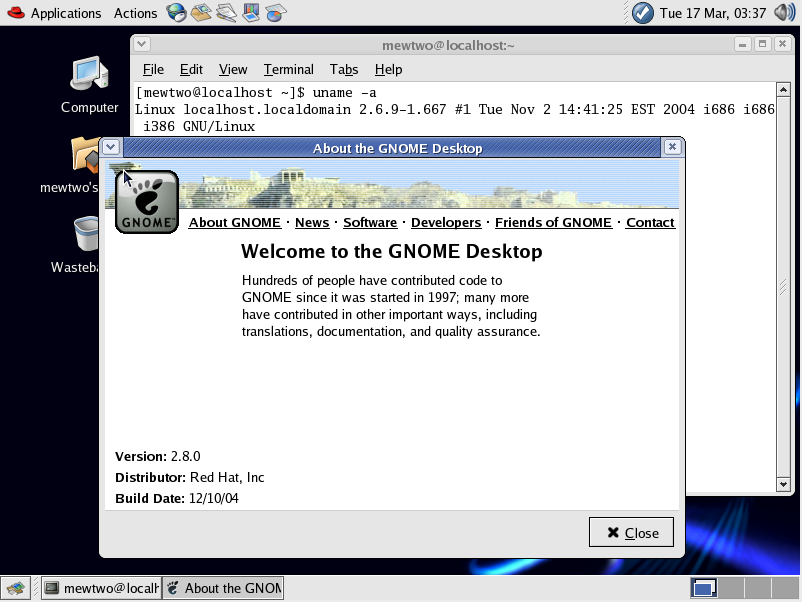 Applications Actions Tue 17 Mar, 03:37
mewtwo@localhost:~
File Edit View Terminal Tabs Help
[mewtwo@localhost ~]$ uname -a
Linux localhost.localdomain 2.6.9-1.667 #1 Tue Nov 2 14:41:25 EST 2004 i686 i686
i386 GNU/Linux
Computer
mewtwo's
Wasteba
About the GNOME Desktop
GNOME™
About GNOME · News · Software · Developers · Friends of GNOME · Contact
Welcome to the GNOME Desktop
Hundreds of people have contributed code to
GNOME since it was started in 1997; many more
have contributed in other important ways, including
translations, documentation, and quality assurance.
Version: 2.8.0
Distributor: Red Hat, Inc
Build Date: 12/10/04
Close
mewtwo@localh About the GNOM